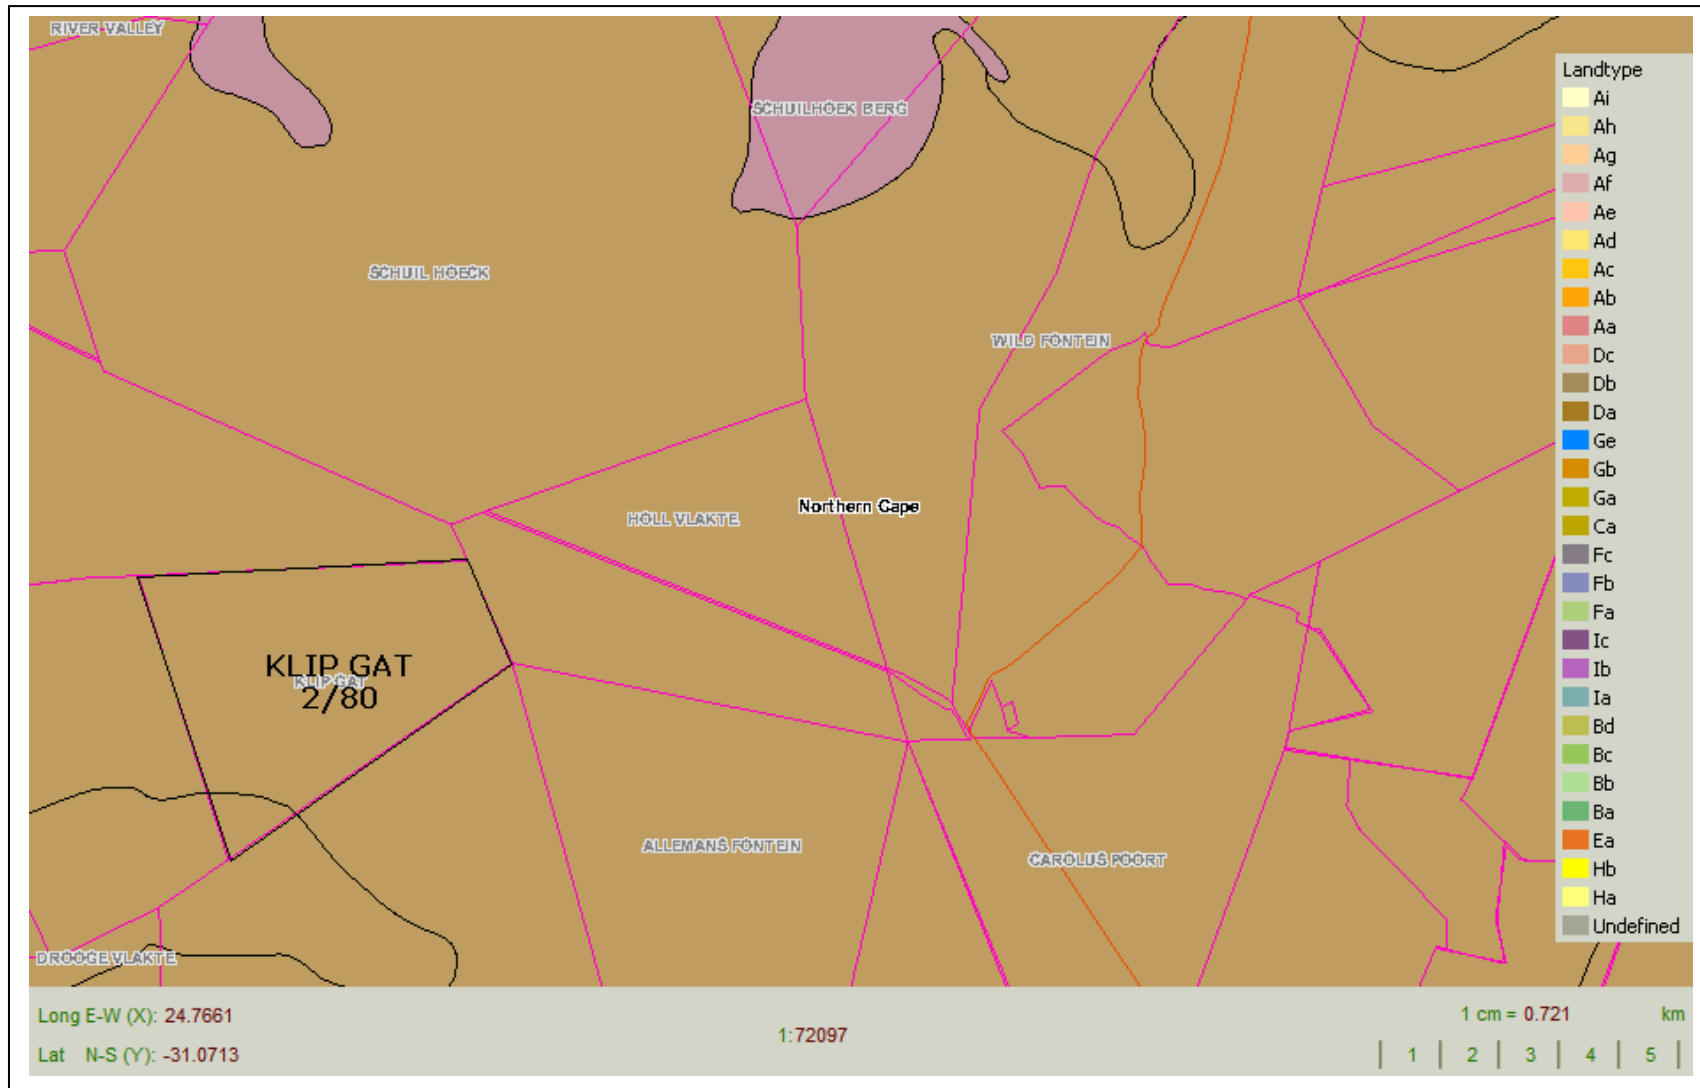 RIVER VALLEY
SCHUILHOEK BERG
SCHUIL HOECK
WILD FONTEIN
Northern Cape
HOLL VLAKTE
KLIP GAT
KLIP GAT
2/80
ALLEMANS FONTEIN
CAROLUS POORT
DROOGE VLAKTE
Landtype
Ai
Ah
Ag
Af
Ae
Ad
Ac
Ab
Aa
Dc
Db
Da
Ge
Gb
Ga
Ca
Fc
Fb
Fa
Ic
Ib
Ia
Bd
Bc
Bb
Ba
Ea
Hb
Ha
Undefined
Long E-W (X): 24.7661
Lat N-S (Y): -31.0713
1:72097
1 cm = 0.721 km
1 2 3 4 5